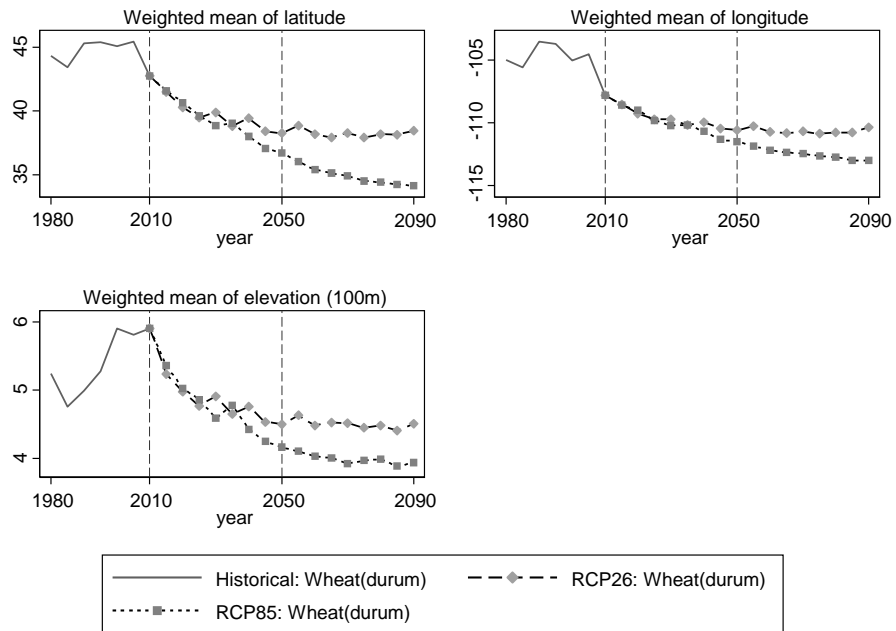 Weighted mean of latitude
45
40
35
1980
2010
2050
2090
year
Weighted mean of longitude
-105
-110
-115
1980
2010
2050
2090
year
Weighted mean of elevation (100m)
6
5
4
1980
2010
2050
2090
year
Historical: Wheat(durum)
RCP26: Wheat(durum)
RCP85: Wheat(durum)